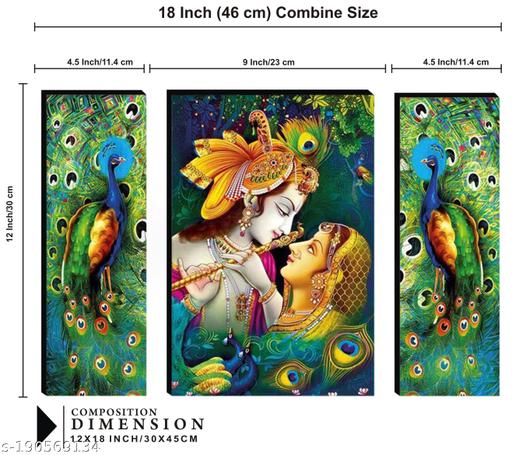 18 Inch (46 cm) Combine Size
4.5 Inch/11.4 cm
9 Inch/23 cm
4.5 Inch/11.4 cm
12 Inch/30 cm
COMPOSITION
DIMENSION
12X18 INCH/30X45CM
s-190569134